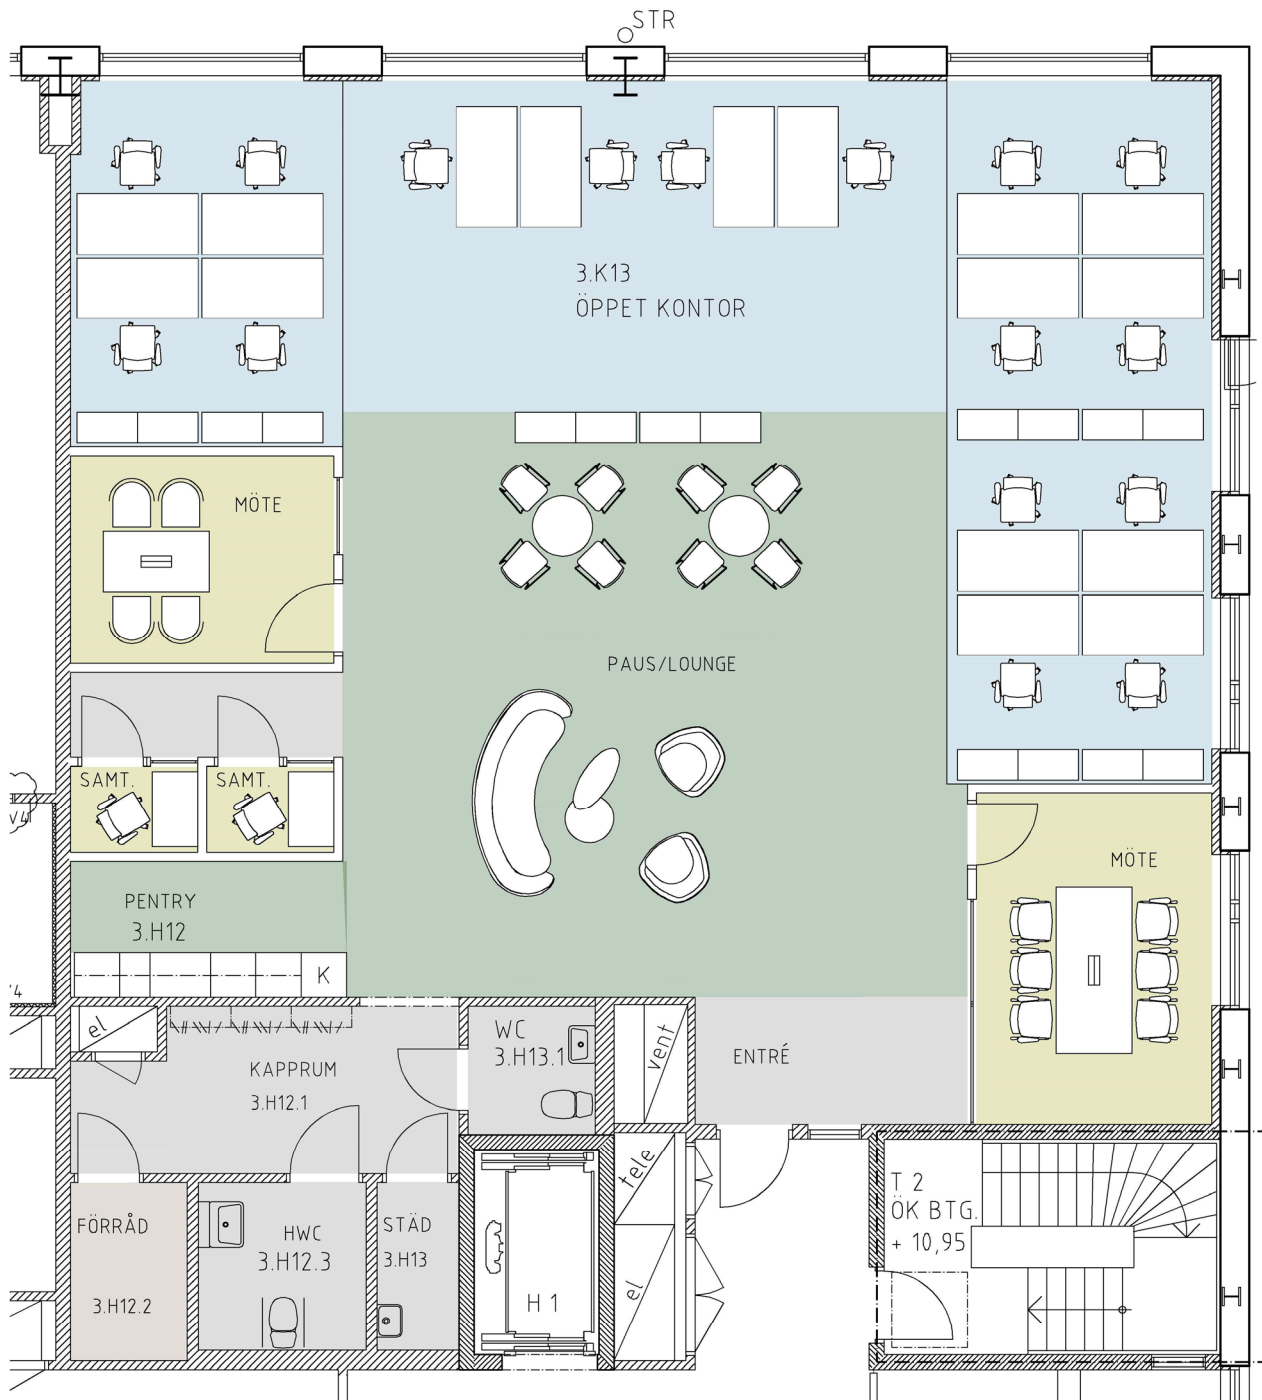 STR
3.K13
ÖPPET KONTOR
MÖTE
PAUS/LOUNGE
SAMT.
SAMT.
MÖTE
PENTRY
3.H12
K
el
KAPPRUM
3.H12.1
WC
3.H13.1
vent
ENTRÉ
tele
el
T 2
ÖK BTG.
+ 10,95
FÖRRÅD
3.H12.2
HWC
3.H12.3
STÄD
3.H13
H 1